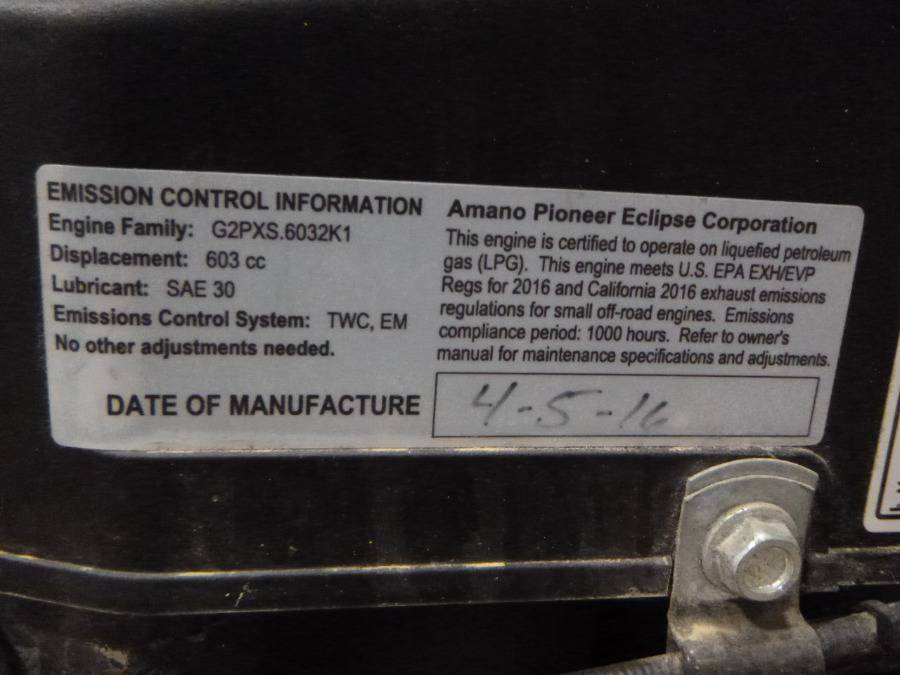 EMISSION CONTROL INFORMATION
Engine Family: G2PXS.6032K1
Displacement: 603 cc
Lubricant: SAE 30
Emissions Control System: TWC, EM
No other adjustments needed.
Amano Pioneer Eclipse Corporation
This engine is certified to operate on liquefied petroleum
gas (LPG). This engine meets U.S. EPA EXH/EVP
Regs for 2016 and California 2016 exhaust emissions
regulations for small off-road engines. Emissions
compliance period: 1000 hours. Refer to owner's
manual for maintenance specifications and adjustments.
DATE OF MANUFACTURE 4-5-16